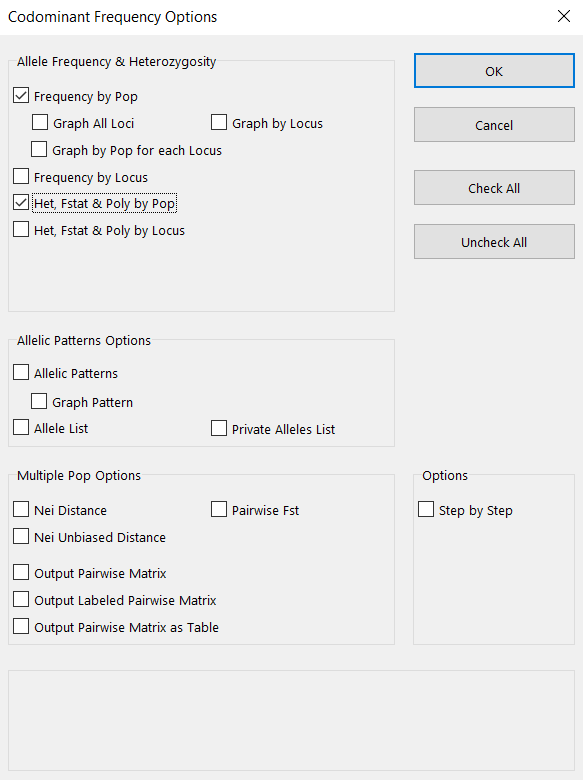 Codominant Frequency Options
Allele Frequency & Heterozygosity
Frequency by Pop
Graph All Loci
Graph by Locus
Graph by Pop for each Locus
Frequency by Locus
Het, Fstat & Poly by Pop
Het, Fstat & Poly by Locus
OK
Cancel
Check All
Uncheck All
Allelic Patterns Options
Allelic Patterns
Graph Pattern
Allele List
Private Alleles List
Multiple Pop Options
Nei Distance
Pairwise Fst
Nei Unbiased Distance
Output Pairwise Matrix
Output Labeled Pairwise Matrix
Output Pairwise Matrix as Table
Options
Step by Step